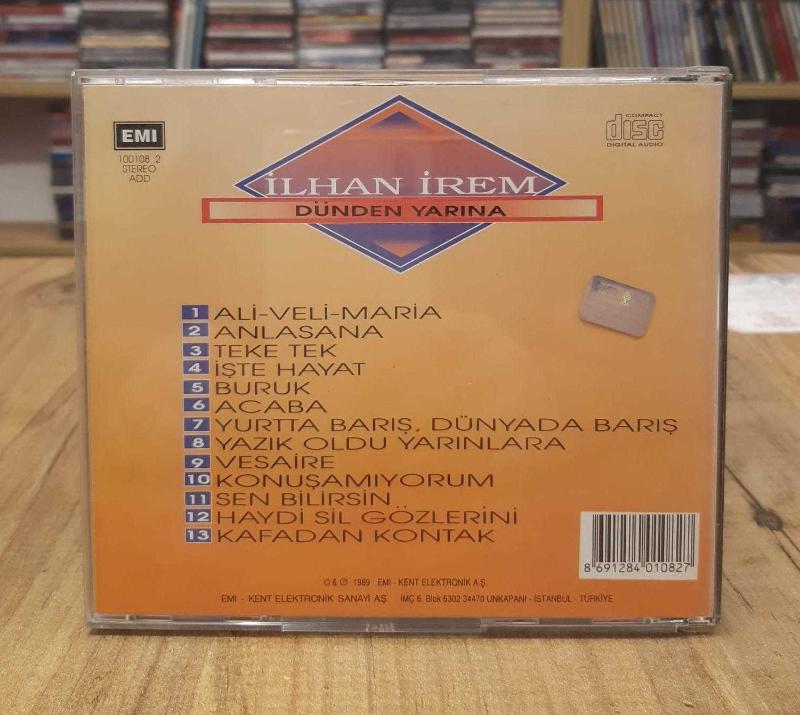 EMI
100108 2
STEREO
ADD
COMPACT
disc
DIGITAL AUDIO
İLHAN İREM
DÜNDEN YARINA
1 ALİ-VELİ-MARİA
2 ANLASANA
3 TEKE TEK
4 İŞTE HAYAT
5 BURUK
6 ACABA
7 YURTTA BARIŞ, DÜNYADA BARIŞ
8 YAZIK OLDU YARINLARA
9 VESAİRE
10 KONUŞAMIYORUM
11 SEN BİLİRSİN
12 HAYDİ SİL GÖZLERİNİ
13 KAFADAN KONTAK
8 691284 010827
© & ℗ 1989 EMI - KENT ELEKTRONİK A.Ş.
EMI - KENT ELEKTRONİK SANAYİ AŞ. İMÇ 6. Blok 6302 34470 UNKAPANI - İSTANBUL - TÜRKİYE